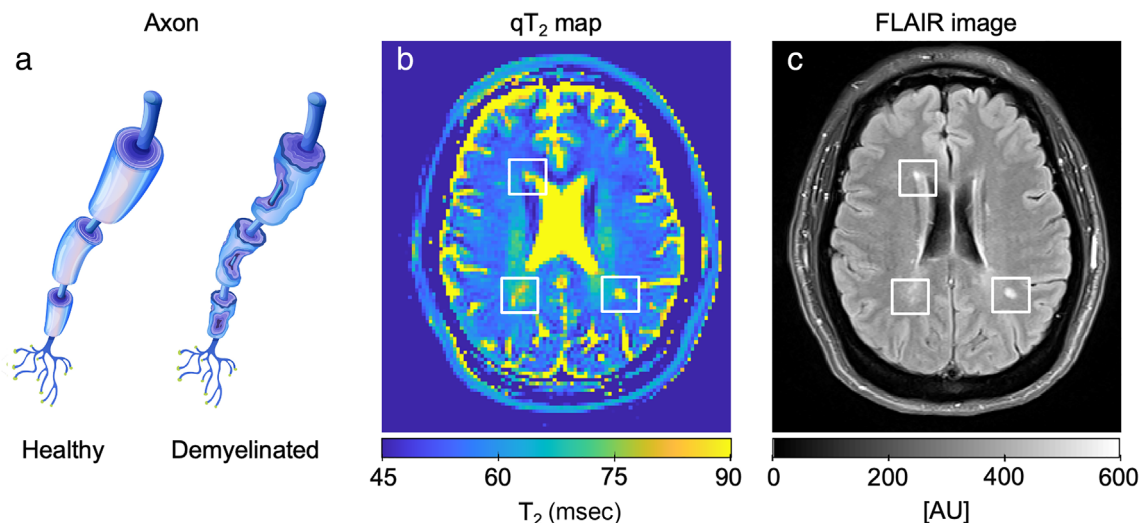 Axon
qT₂ map
FLAIR image
a
b
c
Healthy
Demyelinated
45 60 75 90
T₂ (msec)
0 200 400 600
[AU]